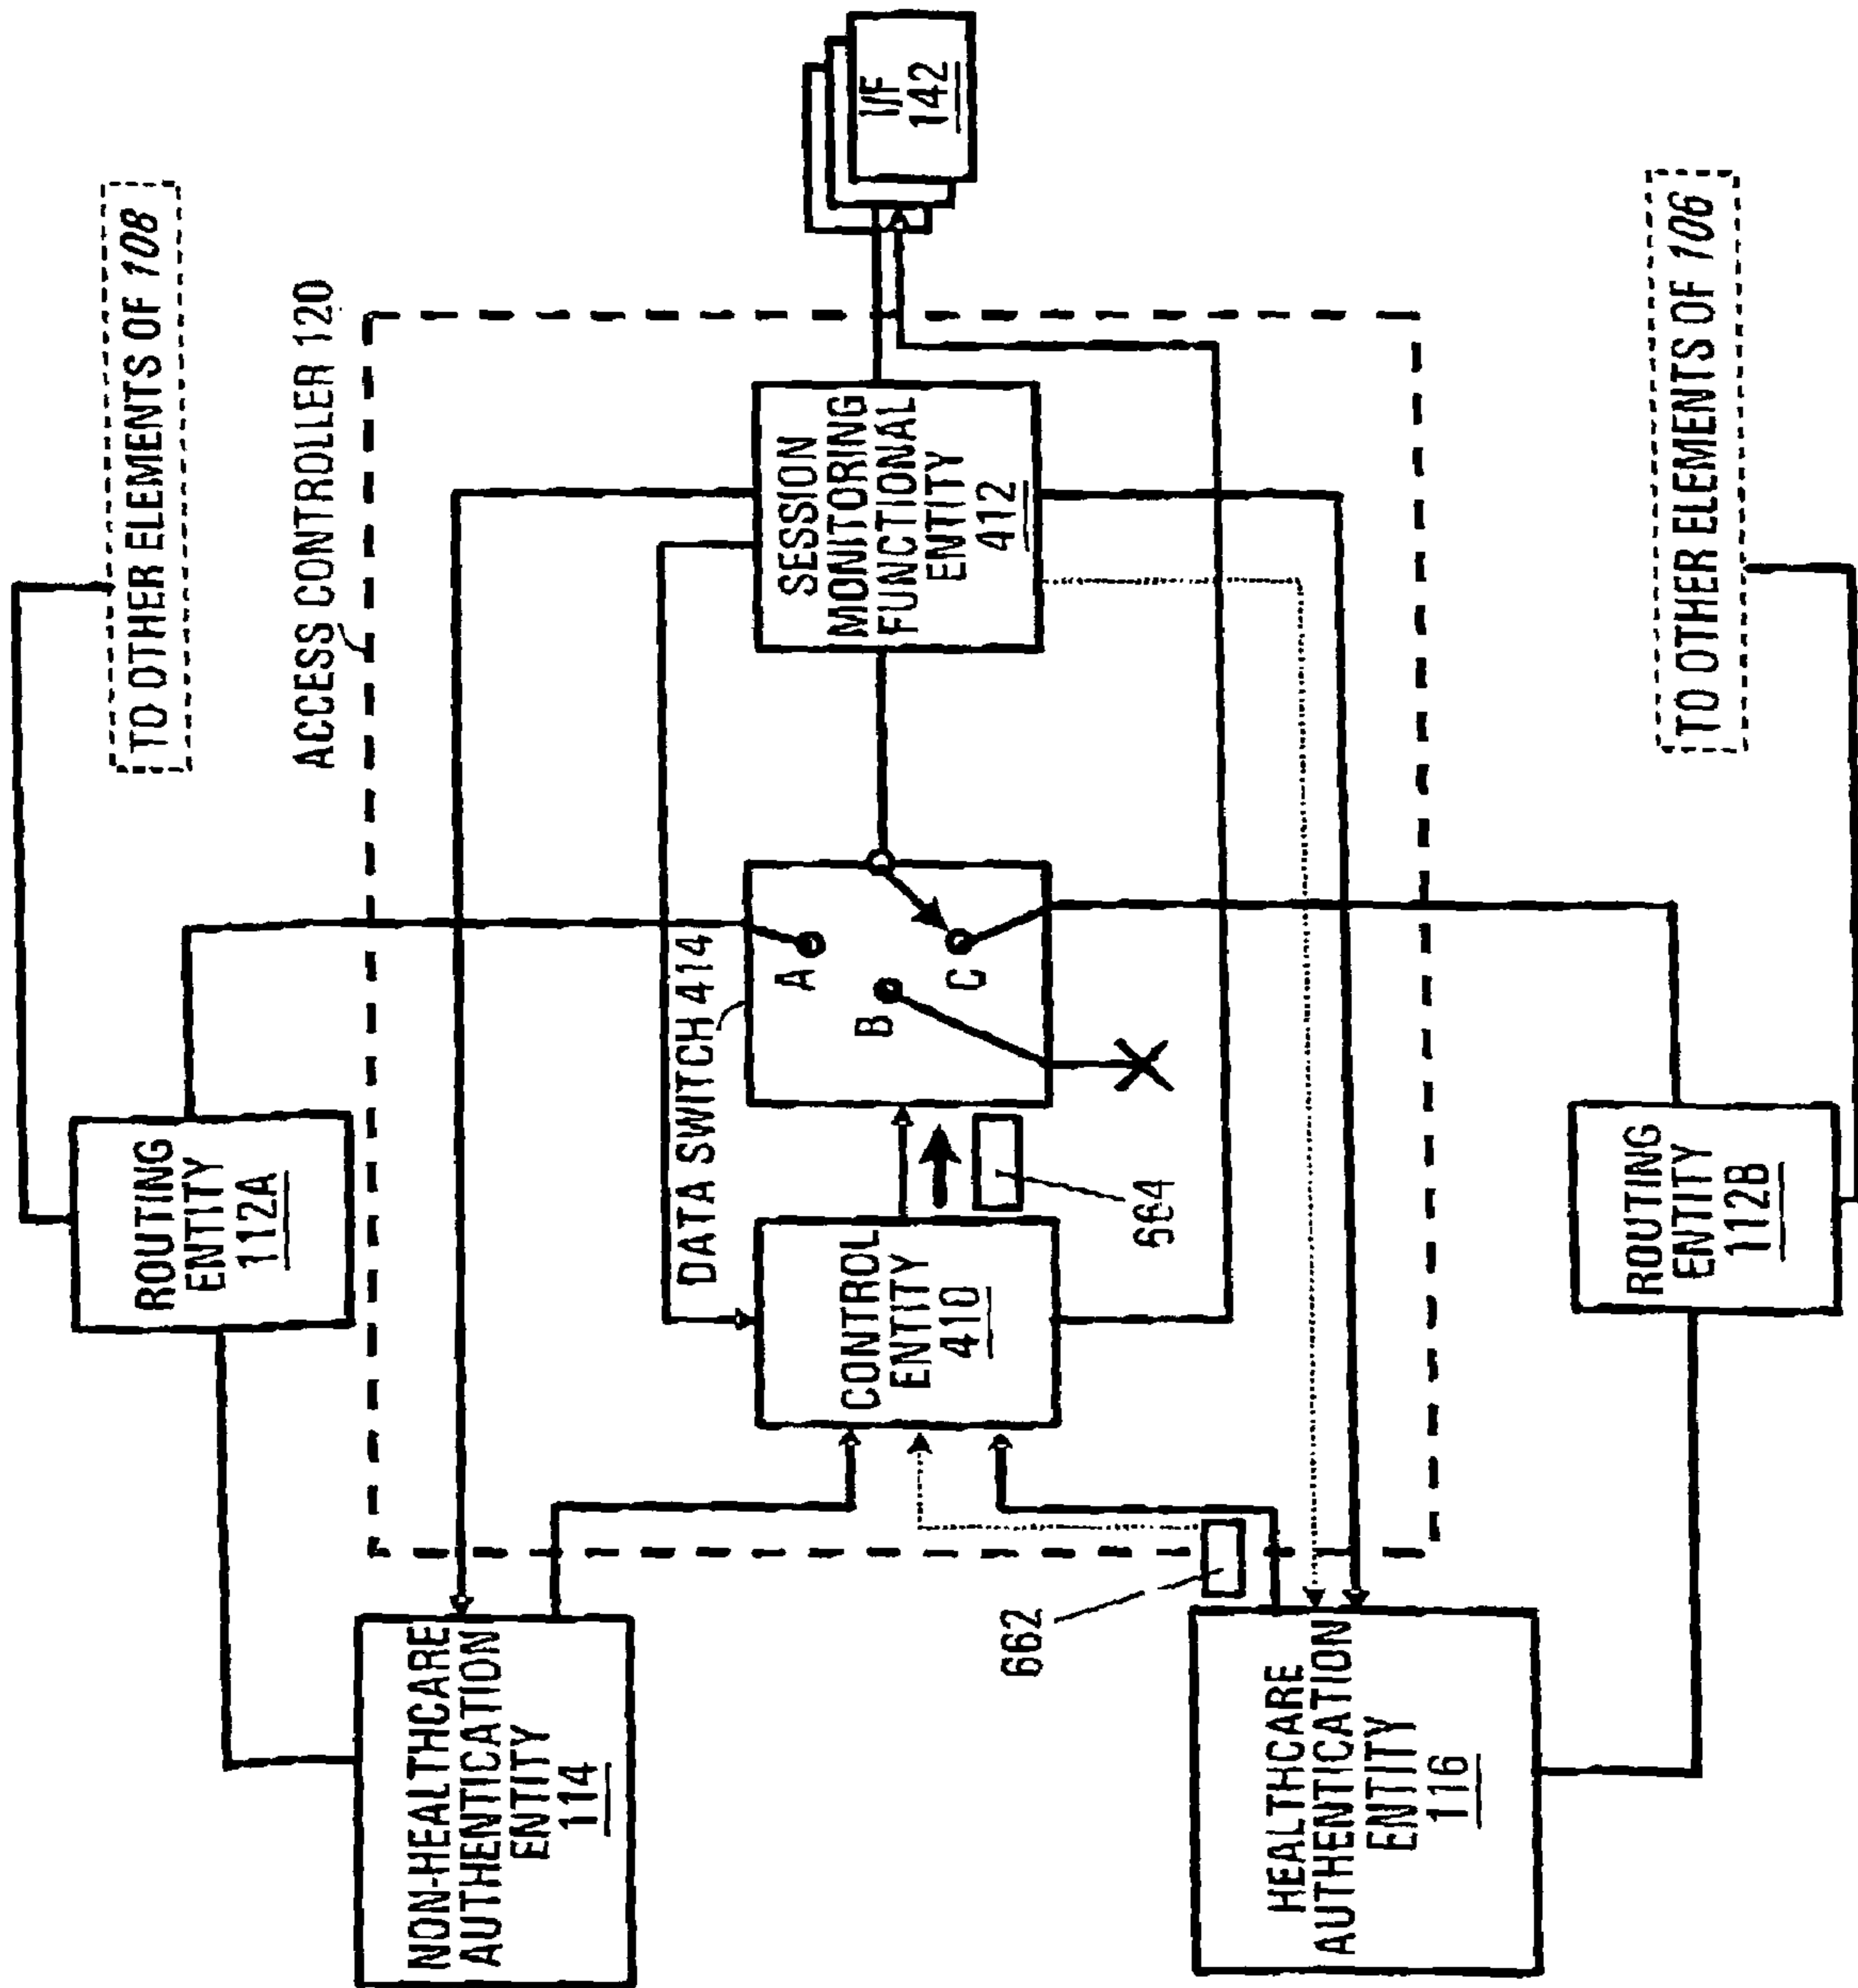 TO OTHER ELEMENTS OF 108
ACCESS CONTROLLER 120
ROUTING
ENTITY
112A
NON-HEALTHCARE
AUTHENTICATION
ENTITY
114
DATA SWITCH 414
SESSION
MONITORING
FUNCTIONAL
ENTITY
412
I/F
142
A
B
C
CONTROL
ENTITY
410
664
662
HEALTHCARE
AUTHENTICATION
ENTITY
116
ROUTING
ENTITY
112B
TO OTHER ELEMENTS OF 106